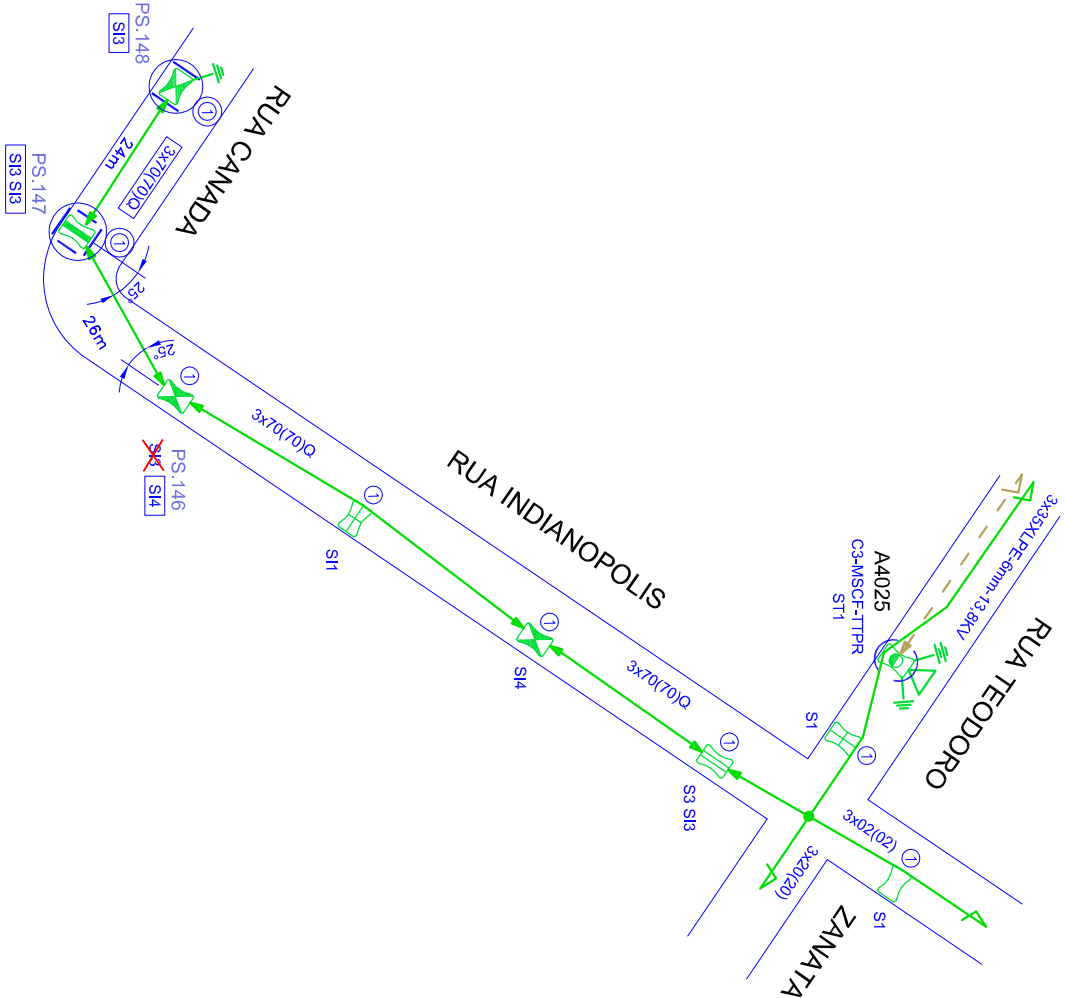 PS.148
SI3
RUA CANADA
24m
3x70(70)Q
1
PS.147
SI3 SI3
1
25°
26m
25°
1
PS.146
SI3
SI4
3x70(70)Q
1
SI1
RUA INDIANOPOLIS
1
SI4
3x70(70)Q
1
S3 SI3
3x35XLPE-6mm-13,8KV
A4025
C3-MSCF-TTPR
ST1
RUA TEODORO
S1
1
3x02(02)
1
S1
3x20(20)
ZANATA